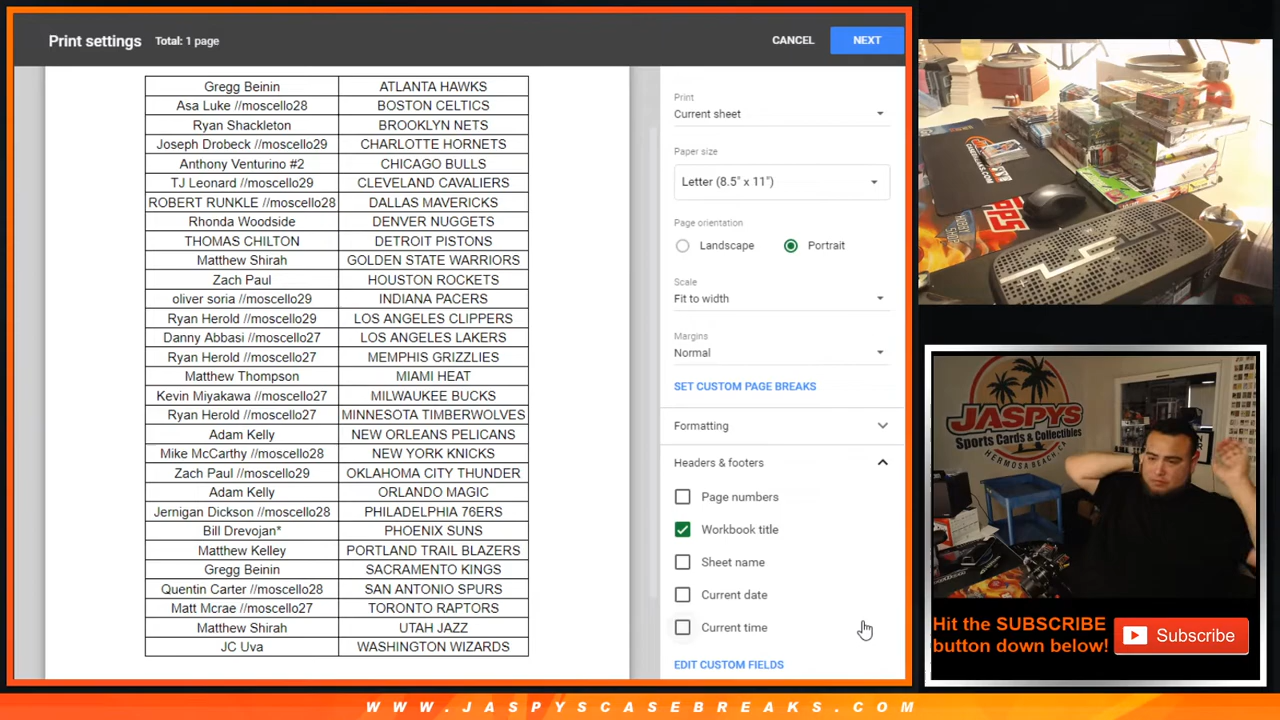 Print settings Total: 1 page CANCEL NEXT
Gregg Beinin ATLANTA HAWKS
Asa Luke //moscello28 BOSTON CELTICS
Ryan Shackleton BROOKLYN NETS
Joseph Drobeck //moscello29 CHARLOTTE HORNETS
Anthony Venturino #2 CHICAGO BULLS
TJ Leonard //moscello29 CLEVELAND CAVALIERS
ROBERT RUNKLE //moscello28 DALLAS MAVERICKS
Rhonda Woodside DENVER NUGGETS
THOMAS CHILTON DETROIT PISTONS
Matthew Shirah GOLDEN STATE WARRIORS
Zach Paul HOUSTON ROCKETS
oliver soria //moscello29 INDIANA PACERS
Ryan Herold //moscello29 LOS ANGELES CLIPPERS
Danny Abbasi //moscello27 LOS ANGELES LAKERS
Ryan Herold //moscello27 MEMPHIS GRIZZLIES
Matthew Thompson MIAMI HEAT
Kevin Miyakawa //moscello27 MILWAUKEE BUCKS
Ryan Herold //moscello27 MINNESOTA TIMBERWOLVES
Adam Kelly NEW ORLEANS PELICANS
Mike McCarthy //moscello28 NEW YORK KNICKS
Zach Paul //moscello29 OKLAHOMA CITY THUNDER
Adam Kelly ORLANDO MAGIC
Jernigan Dickson //moscello28 PHILADELPHIA 76ERS
Bill Drevojan* PHOENIX SUNS
Matthew Kelley PORTLAND TRAIL BLAZERS
Gregg Beinin SACRAMENTO KINGS
Quentin Carter //moscello28 SAN ANTONIO SPURS
Matt Mcrae //moscello27 TORONTO RAPTORS
Matthew Shirah UTAH JAZZ
JC Uva WASHINGTON WIZARDS
Print
Current sheet
Paper size
Letter (8.5" x 11")
Page orientation
Landscape Portrait
Scale
Fit to width
Margins
Normal
SET CUSTOM PAGE BREAKS
Formatting
Headers & footers
Page numbers
Workbook title
Sheet name
Current date
Current time
EDIT CUSTOM FIELDS
JASPYS
Sports Cards & Collectibles
HERMOSA BEACH, CA
Hit the SUBSCRIBE
button down below!
Subscribe
WWW.JASPYSCASEBREAKS.COM